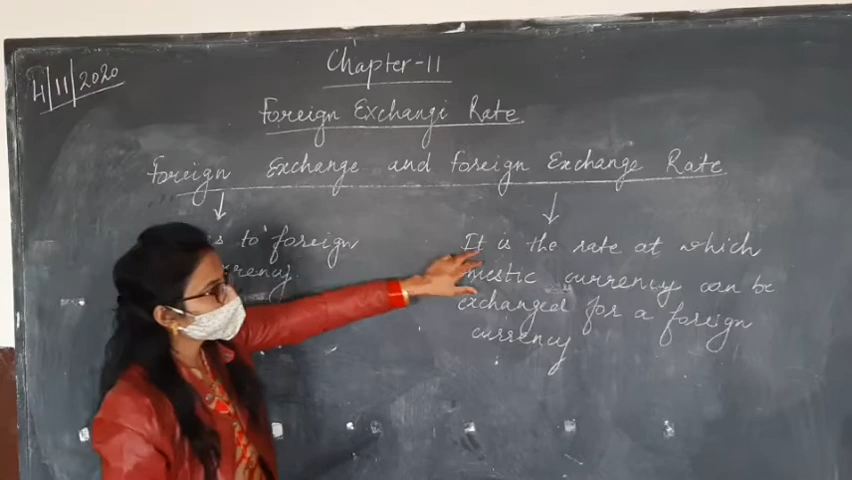 4/11/2020
Chapter-11
Foreign Exchange Rate
Foreign Exchange and foreign Exchange Rate
to foreign
It is the rate at which
mestic currency can be
exchanged for a foreign
currency